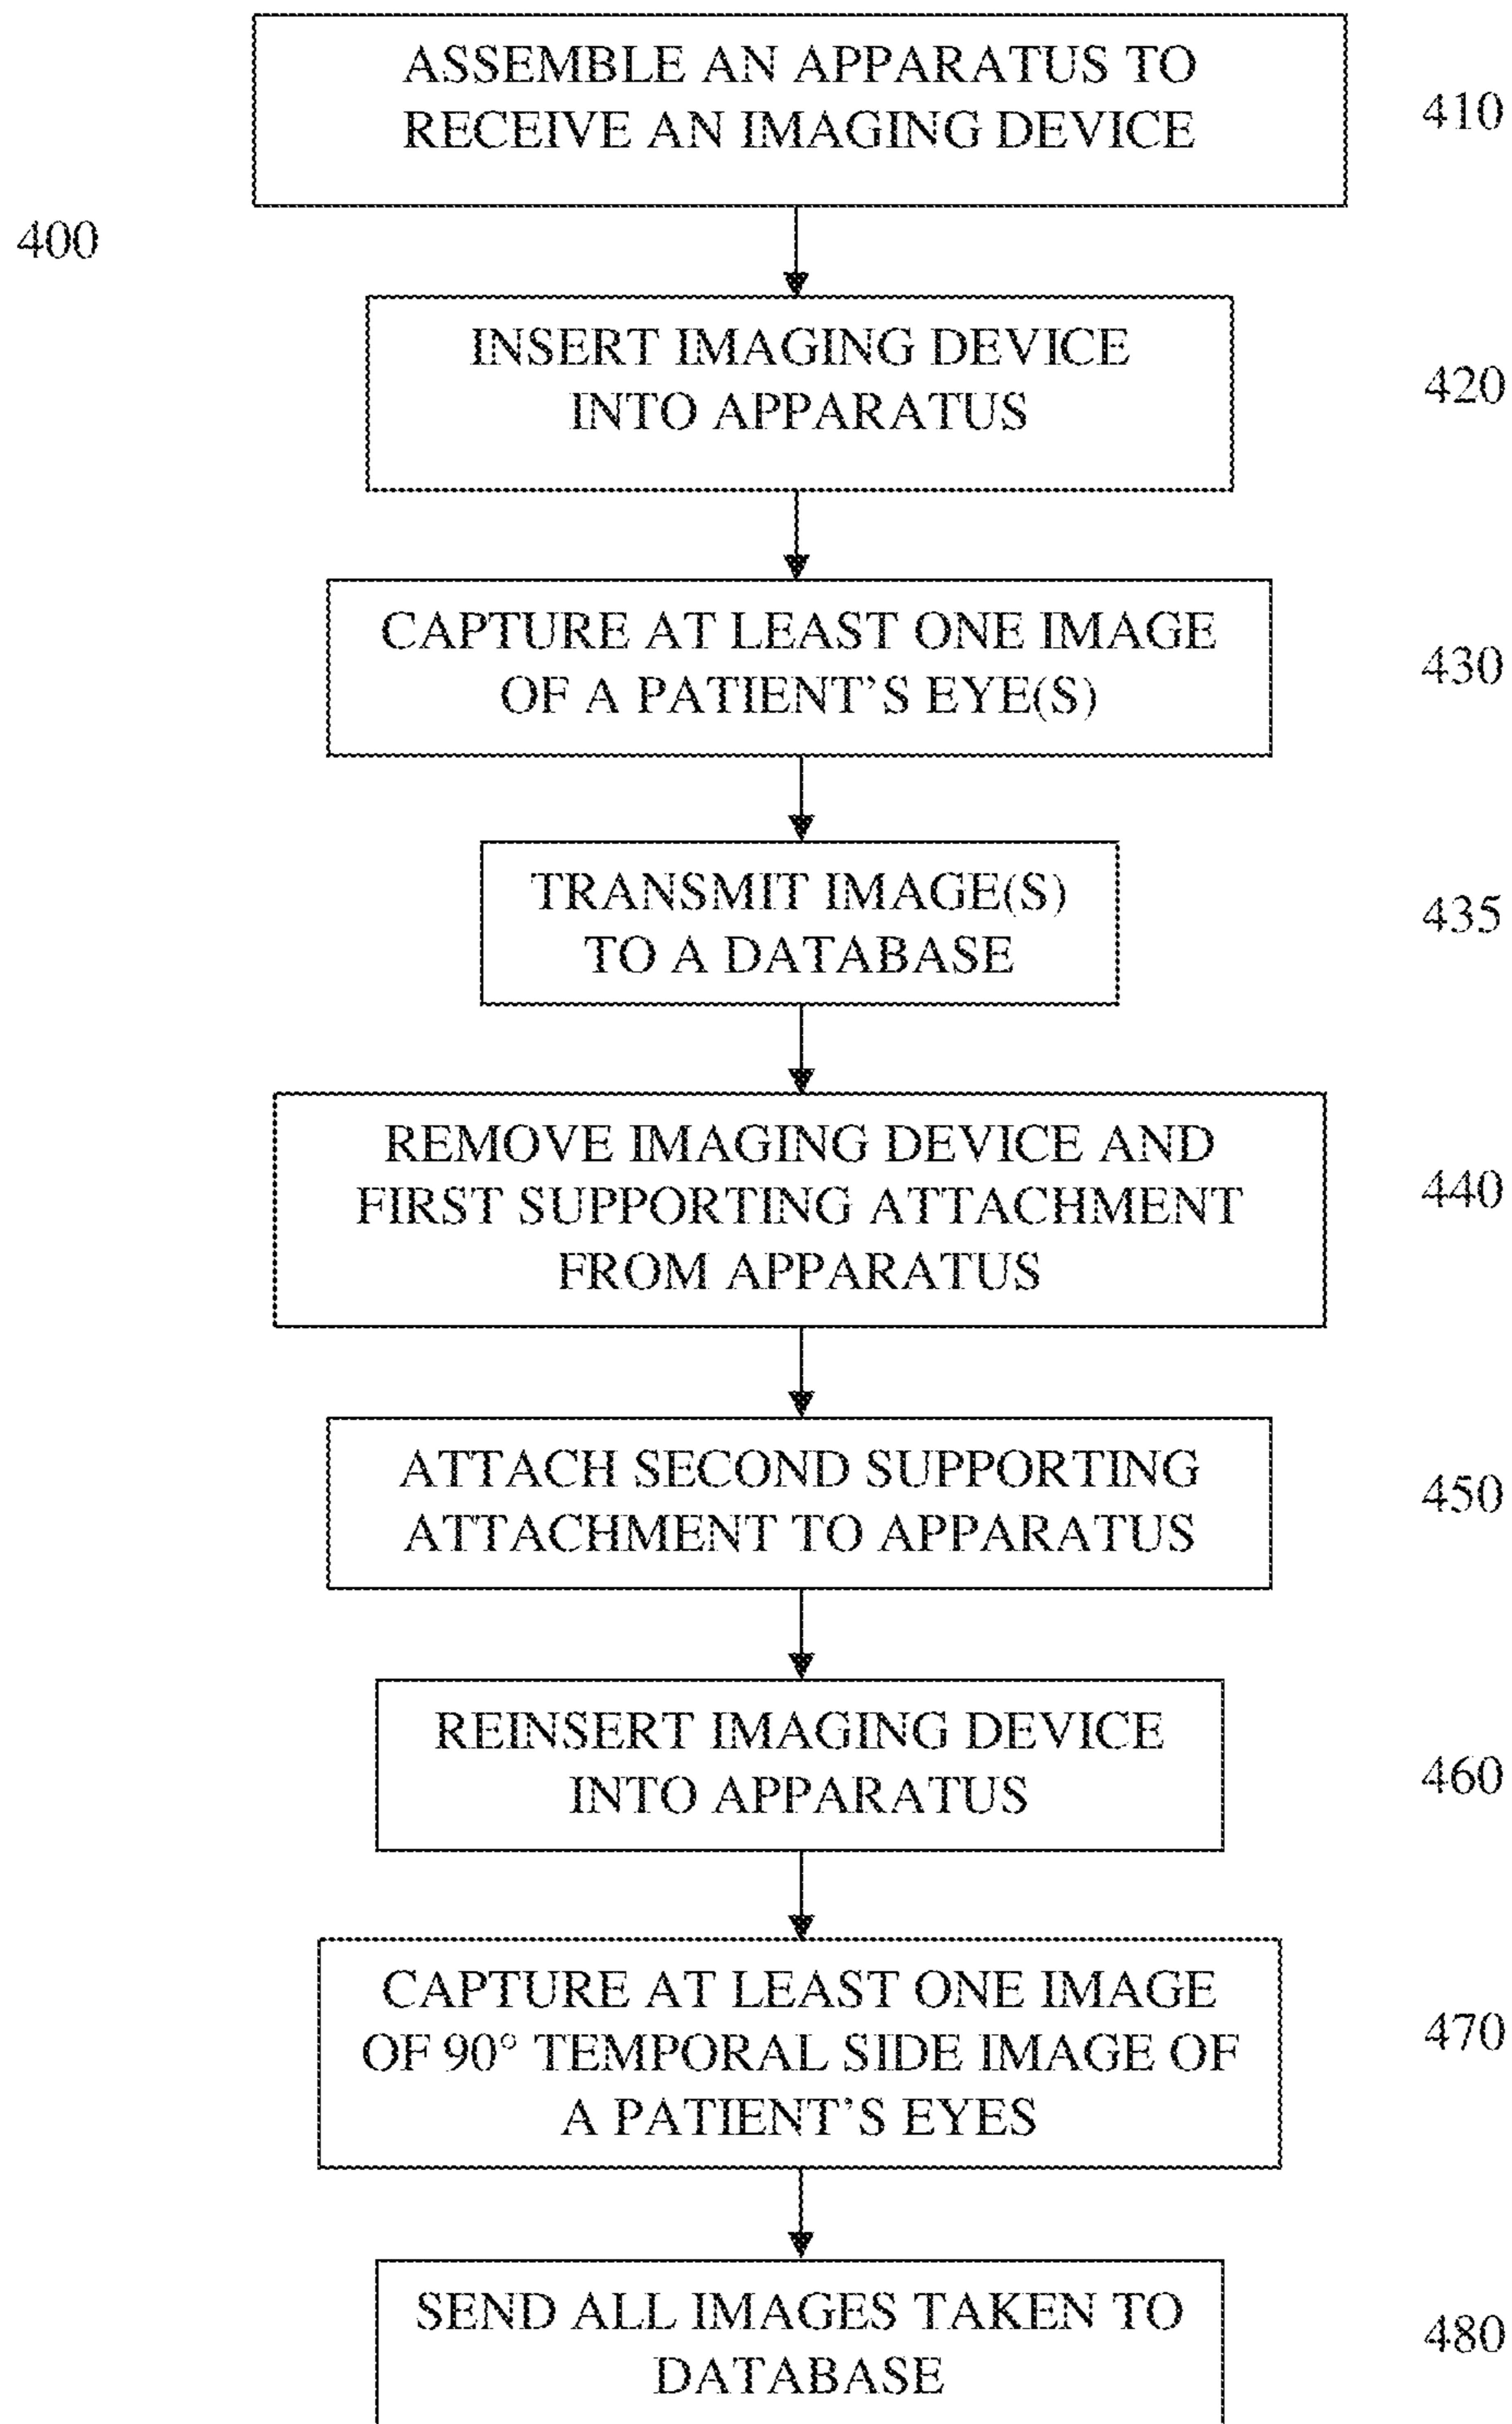 ASSEMBLE AN APPARATUS TO
RECEIVE AN IMAGING DEVICE
410
400
INSERT IMAGING DEVICE
INTO APPARATUS
420
CAPTURE AT LEAST ONE IMAGE
OF A PATIENT'S EYE(S)
430
TRANSMIT IMAGE(S)
TO A DATABASE
435
REMOVE IMAGING DEVICE AND
FIRST SUPPORTING ATTACHMENT
FROM APPARATUS
440
ATTACH SECOND SUPPORTING
ATTACHMENT TO APPARATUS
450
REINSERT IMAGING DEVICE
INTO APPARATUS
460
CAPTURE AT LEAST ONE IMAGE
OF 90° TEMPORAL SIDE IMAGE OF
A PATIENT'S EYES
470
SEND ALL IMAGES TAKEN TO
DATABASE
480